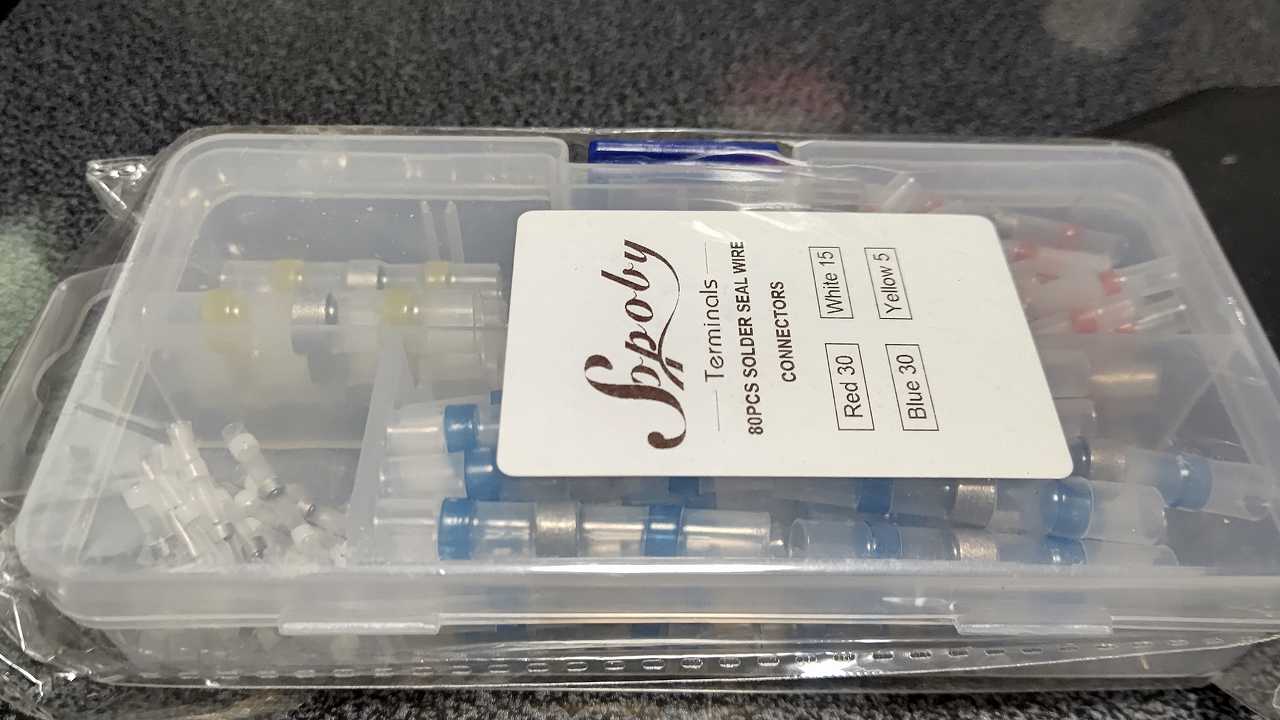 Sopoby
Terminals
80PCS SOLDER SEAL WIRE
CONNECTORS
Red 30
White 15
Blue 30
Yellow 5